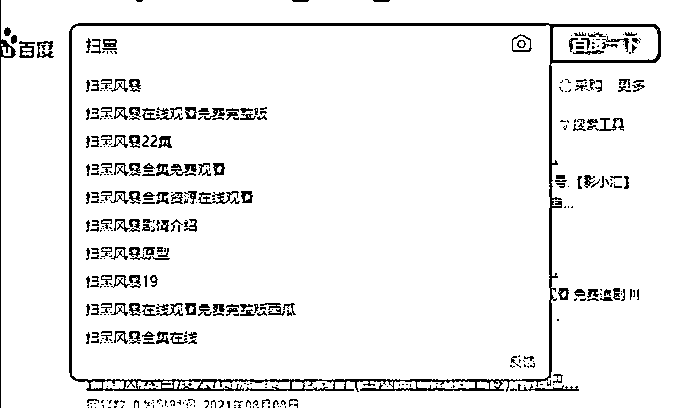 百度
扫黑
百度一下
扫黑风暴
采购 更多
扫黑风暴在线观看免费完整版
搜索工具
扫黑风暴22集
扫黑风暴全集免费观看
号【影小汇】
扫黑风暴全集资源在线观看
扫黑风暴剧情介绍
扫黑风暴原型
扫黑风暴19
看 免费追剧 川
扫黑风暴在线观看免费完整版西瓜
扫黑风暴全集在线
反馈
2021年08月08日